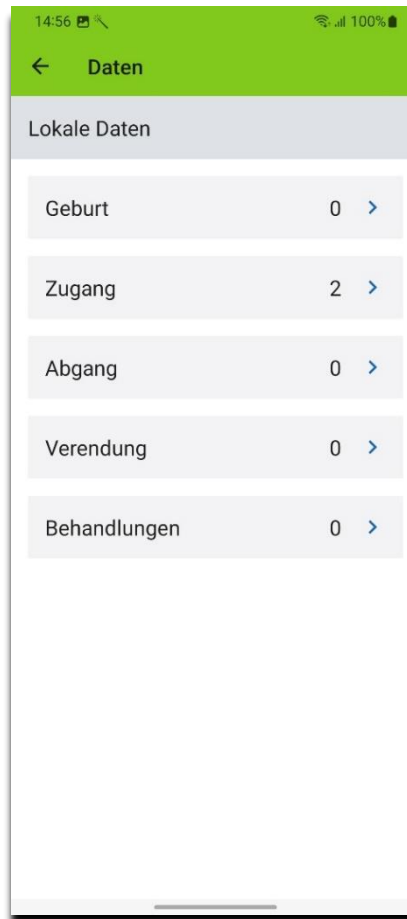 14:56 100%
Daten
Lokale Daten
Geburt 0
Zugang 2
Abgang 0
Verendung 0
Behandlungen 0